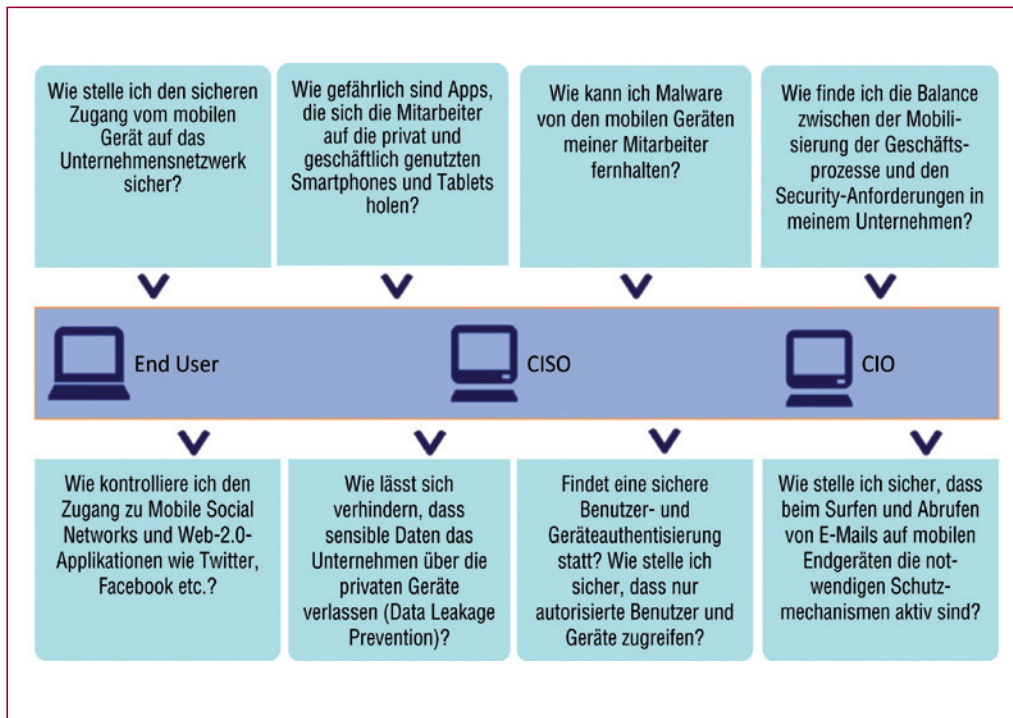 Wie stelle ich den sicheren
Zugang vom mobilen
Gerät auf das
Unternehmensnetzwerk
sicher?
Wie gefährlich sind Apps,
die sich die Mitarbeiter
auf die privat und
geschäftlich genutzten
Smartphones und Tablets
holen?
Wie kann ich Malware
von den mobilen Geräten
meiner Mitarbeiter
fernhalten?
Wie finde ich die Balance
zwischen der Mobili-
sierung der Geschäfts-
prozesse und den
Security-Anforderungen in
meinem Unternehmen?
End User
CISO
CIO
Wie kontrolliere ich den
Zugang zu Mobile Social
Networks und Web-2.0-
Applikationen wie Twitter,
Facebook etc.?
Wie lässt sich
verhindern, dass
sensible Daten das
Unternehmen über die
privaten Geräte
verlassen (Data Leakage
Prevention)?
Findet eine sichere
Benutzer- und
Geräteauthentisierung
statt? Wie stelle ich
sicher, dass nur
autorisierte Benutzer und
Geräte zugreifen?
Wie stelle ich sicher, dass
beim Surfen und Abrufen
von E-Mails auf mobilen
Endgeräten die not-
wendigen Schutz-
mechanismen aktiv sind?